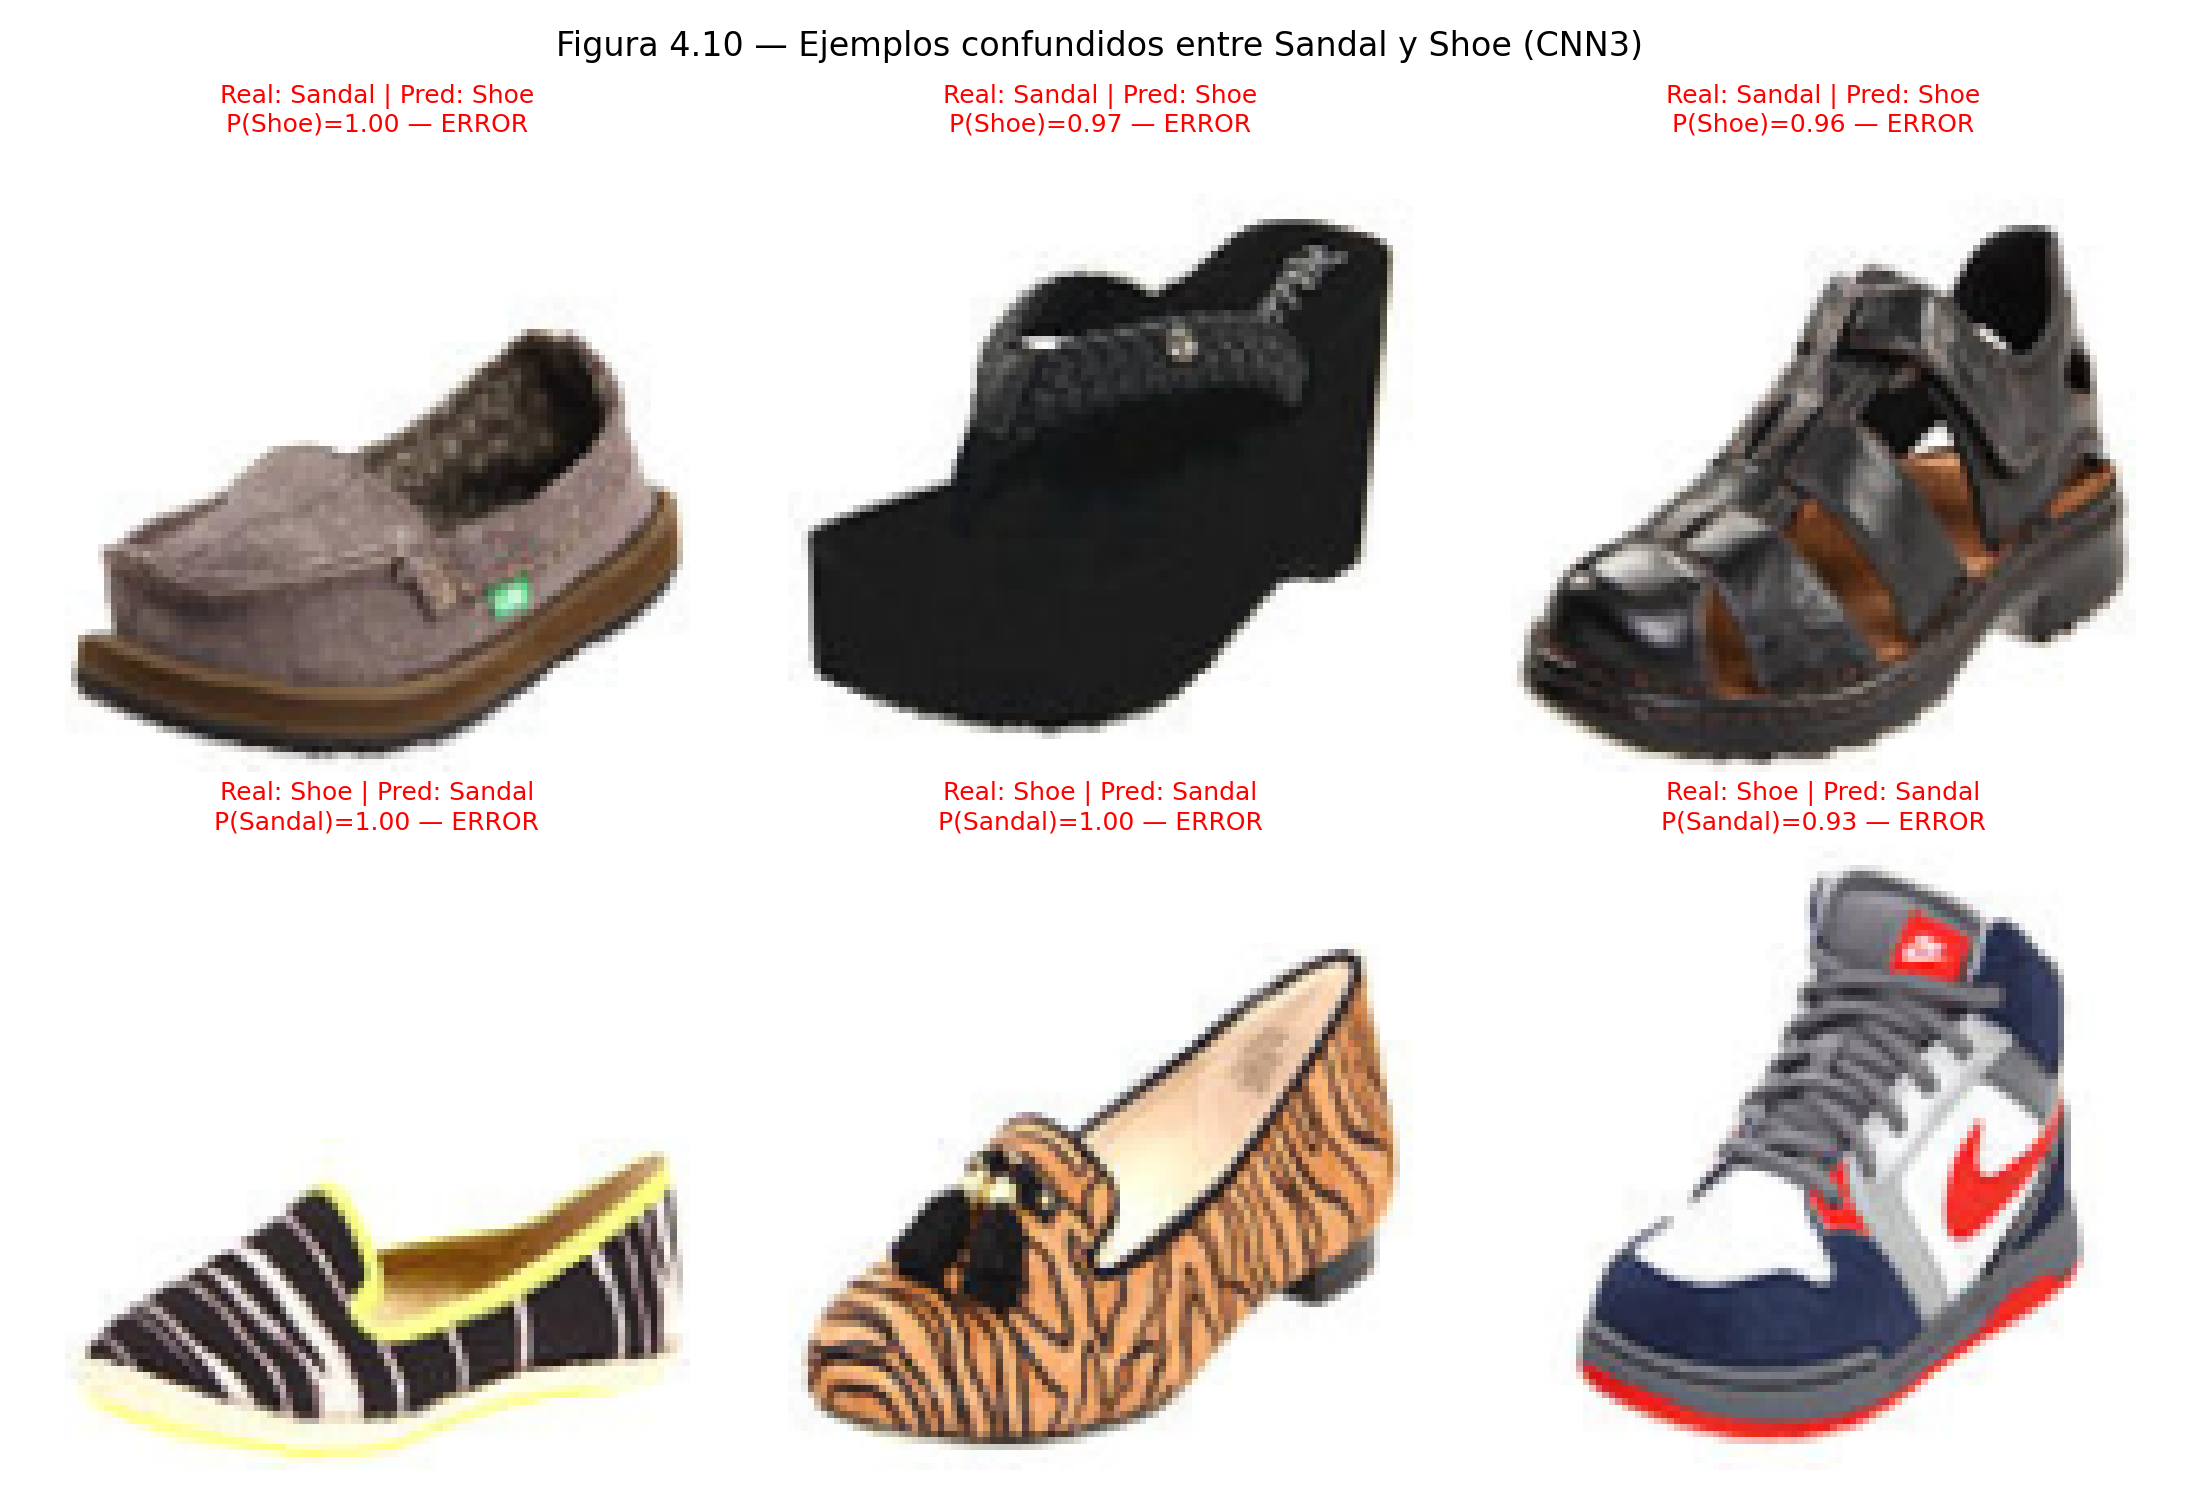 Figura 4.10 — Ejemplos confundidos entre Sandal y Shoe (CNN3)
Real: Sandal | Pred: Shoe
P(Shoe)=1.00 — ERROR
Real: Sandal | Pred: Shoe
P(Shoe)=0.97 — ERROR
Real: Sandal | Pred: Shoe
P(Shoe)=0.96 — ERROR
Real: Shoe | Pred: Sandal
P(Sandal)=1.00 — ERROR
Real: Shoe | Pred: Sandal
P(Sandal)=1.00 — ERROR
Real: Shoe | Pred: Sandal
P(Sandal)=0.93 — ERROR